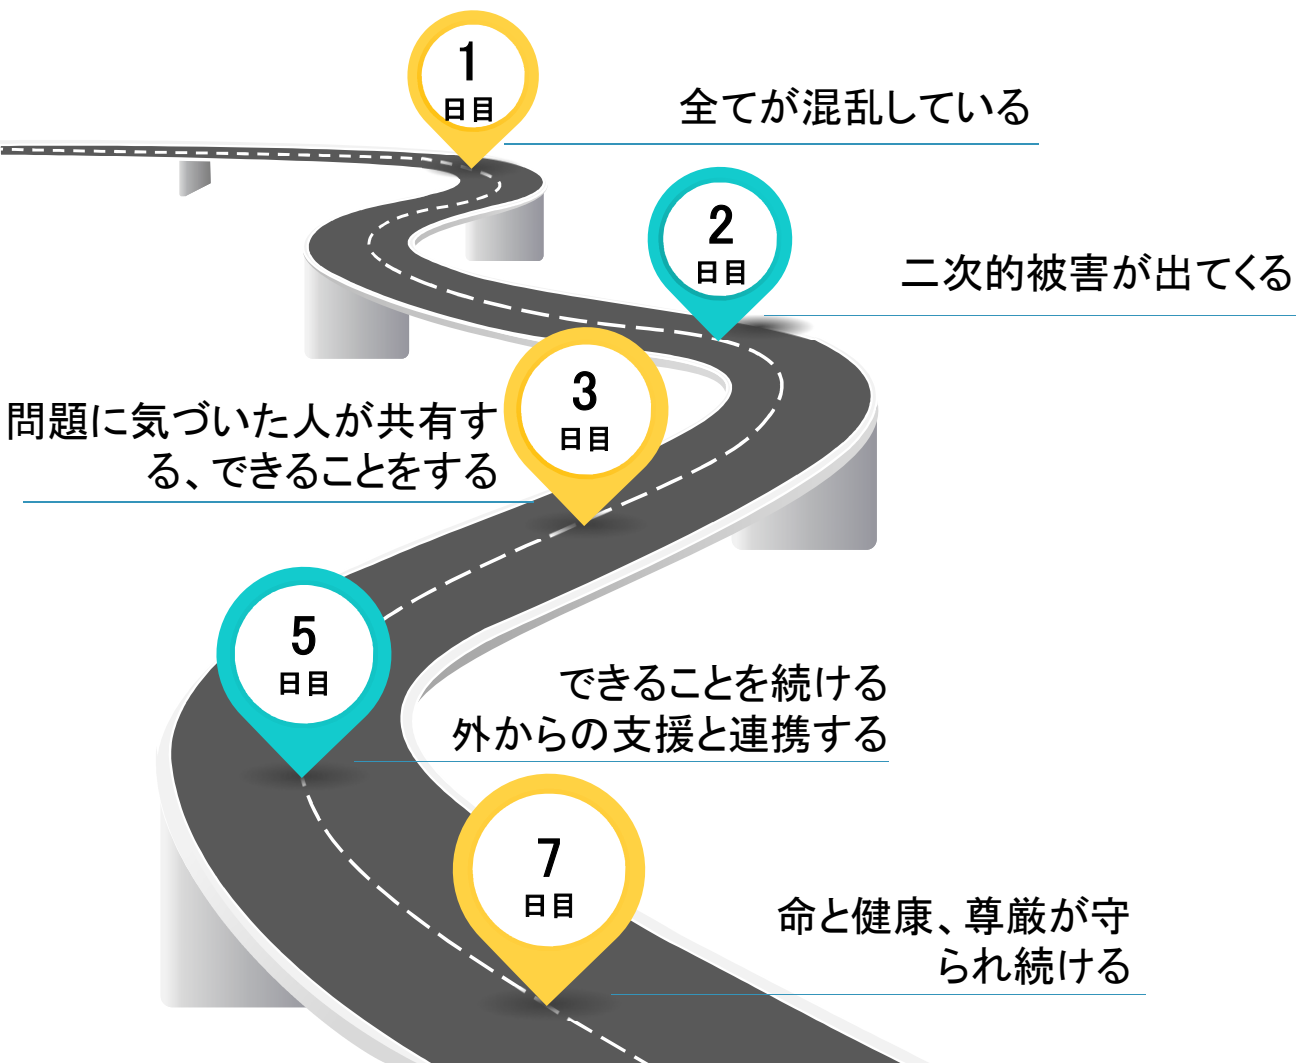 1
日目
全てが混乱している
2
日目
二次的被害が出てくる
3
日目
問題に気づいた人が共有す
る、できることをする
5
日目
できることを続ける
外からの支援と連携する
7
日目
命と健康、尊厳が守
られ続ける